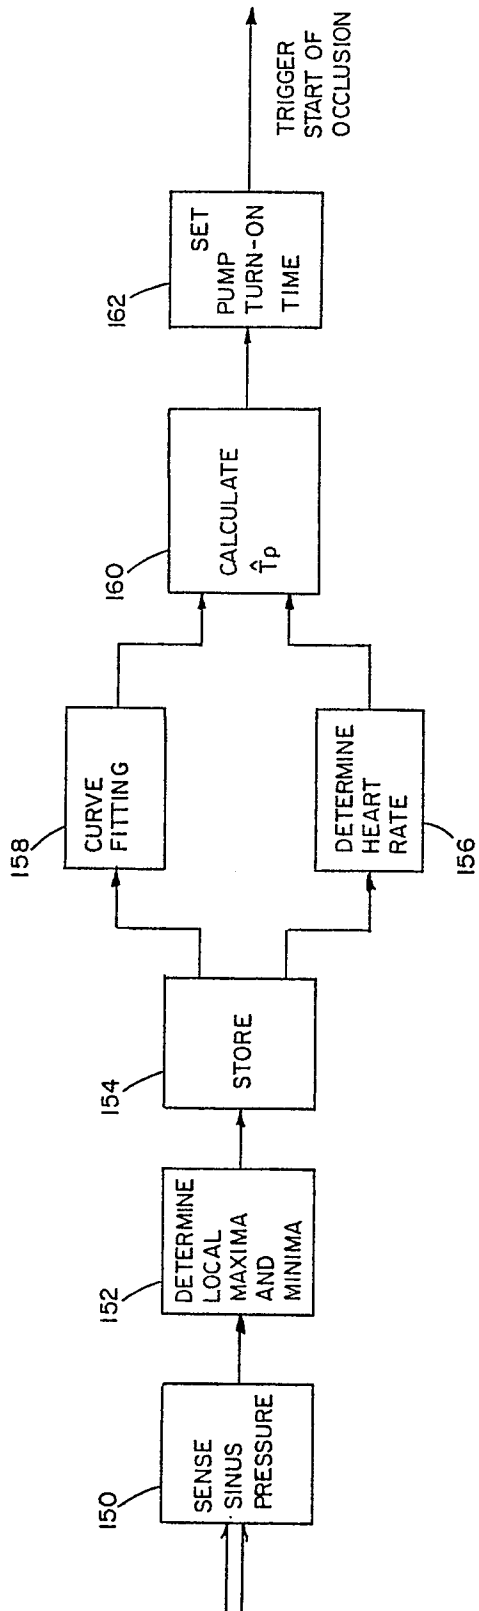 150
SENSE
SINUS
PRESSURE
152
DETERMINE
LOCAL
MAXIMA
AND
MINIMA
154
STORE
158
CURVE
FITTING
DETERMINE
HEART
RATE
156
160
CALCULATE
T̂p
162
SET
PUMP
TURN-ON
TIME
TRIGGER
START OF
OCCLUSION